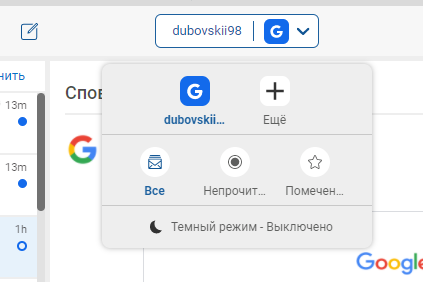 dubovskii98
нить
Спов
13m
dubovskii...
Ещё
13m
Все
Непрочит...
Помечен...
1h
Темный режим - Выключено
Google